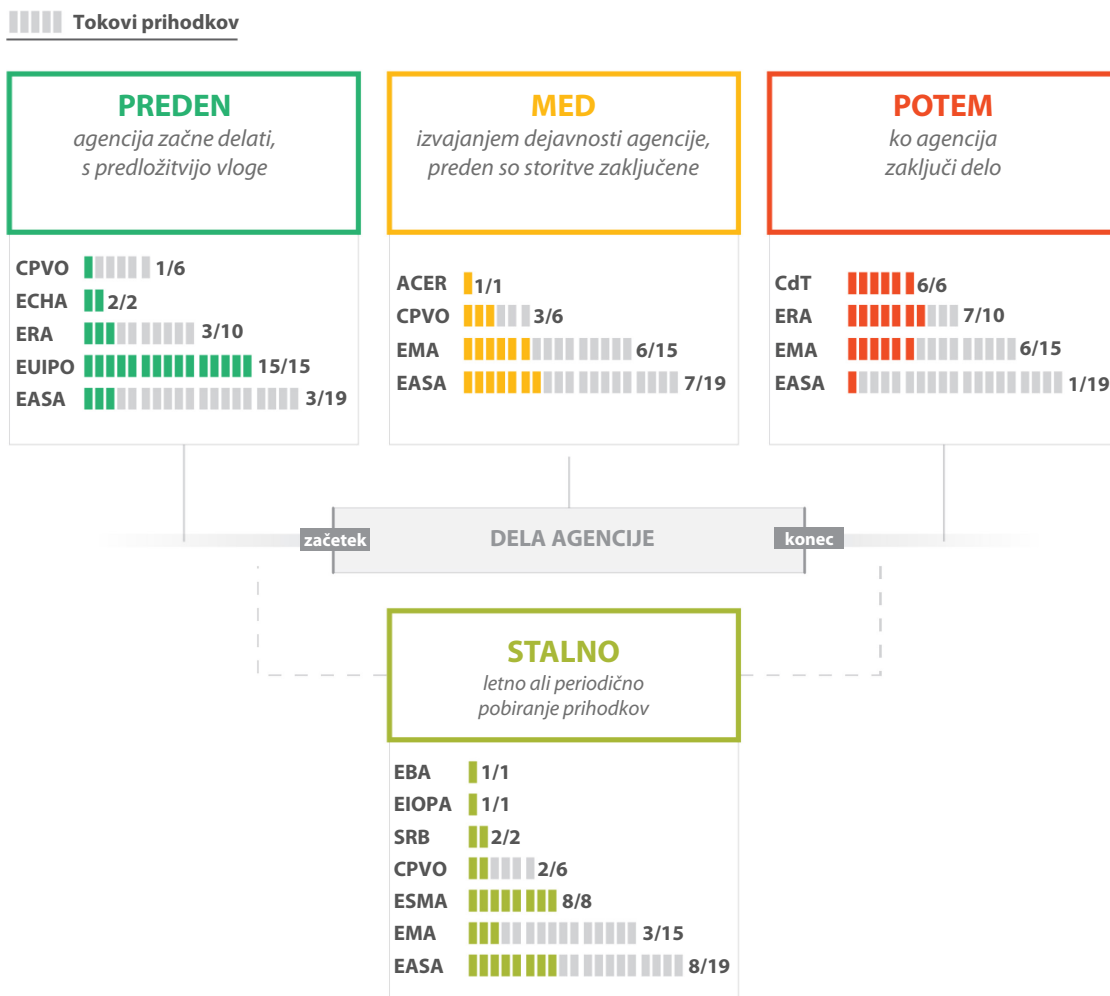 Tokovi prihodkov
PREDEN
agencija začne delati,
s predložitvijo vloge
CPVO 1/6
ECHA 2/2
ERA 3/10
EUIPO 15/15
EASA 3/19
MED
izvajanjem dejavnosti agencije,
preden so storitve zaključene
ACER 1/1
CPVO 3/6
EMA 6/15
EASA 7/19
POTEM
ko agencija
zaključi delo
CdT 6/6
ERA 7/10
EMA 6/15
EASA 1/19
začetek
DELA AGENCIJE
konec
STALNO
letno ali periodično
pobiranje prihodkov
EBA 1/1
EIOPA 1/1
SRB 2/2
CPVO 2/6
ESMA 8/8
EMA 3/15
EASA 8/19